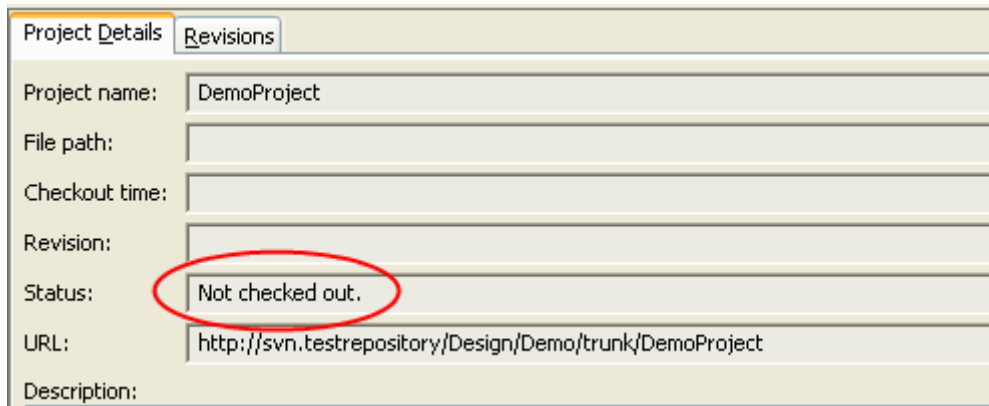 Project Details Revisions
Project name: DemoProject
File path:
Checkout time:
Revision:
Status: Not checked out.
URL: http://svn.testrepository/Design/Demo/trunk/DemoProject
Description: